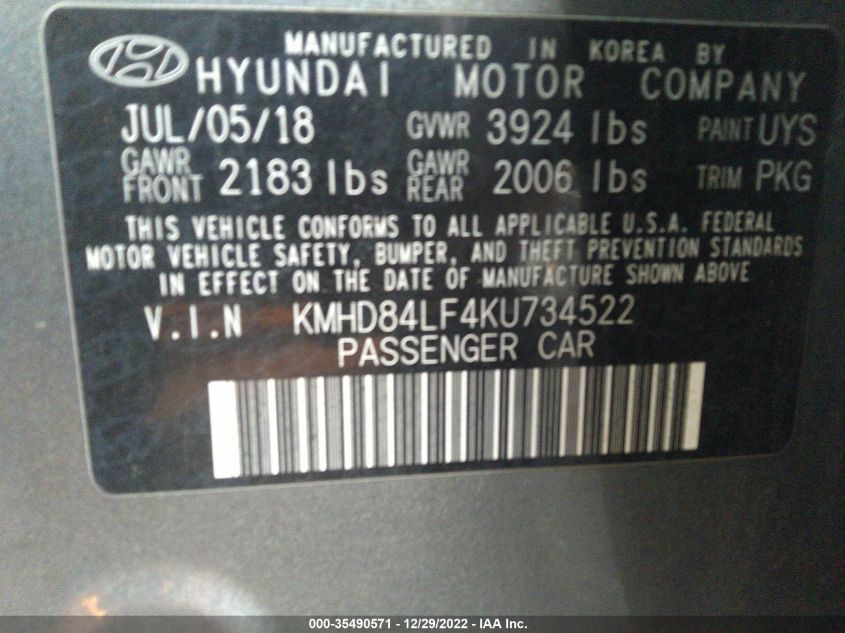 MANUFACTURED IN KOREA BY
HYUNDAI MOTOR COMPANY
JUL/05/18 GVWR 3924 lbs PAINT UYS
GAWR FRONT 2183 lbs GAWR REAR 2006 lbs TRIM PKG
THIS VEHICLE CONFORMS TO ALL APPLICABLE U.S.A. FEDERAL
MOTOR VEHICLE SAFETY, BUMPER, AND THEFT PREVENTION STANDARDS
IN EFFECT ON THE DATE OF MANUFACTURE SHOWN ABOVE
V.I.N KMHD84LF4KU734522
PASSENGER CAR
000-35490571 - 12/29/2022 - IAA Inc.